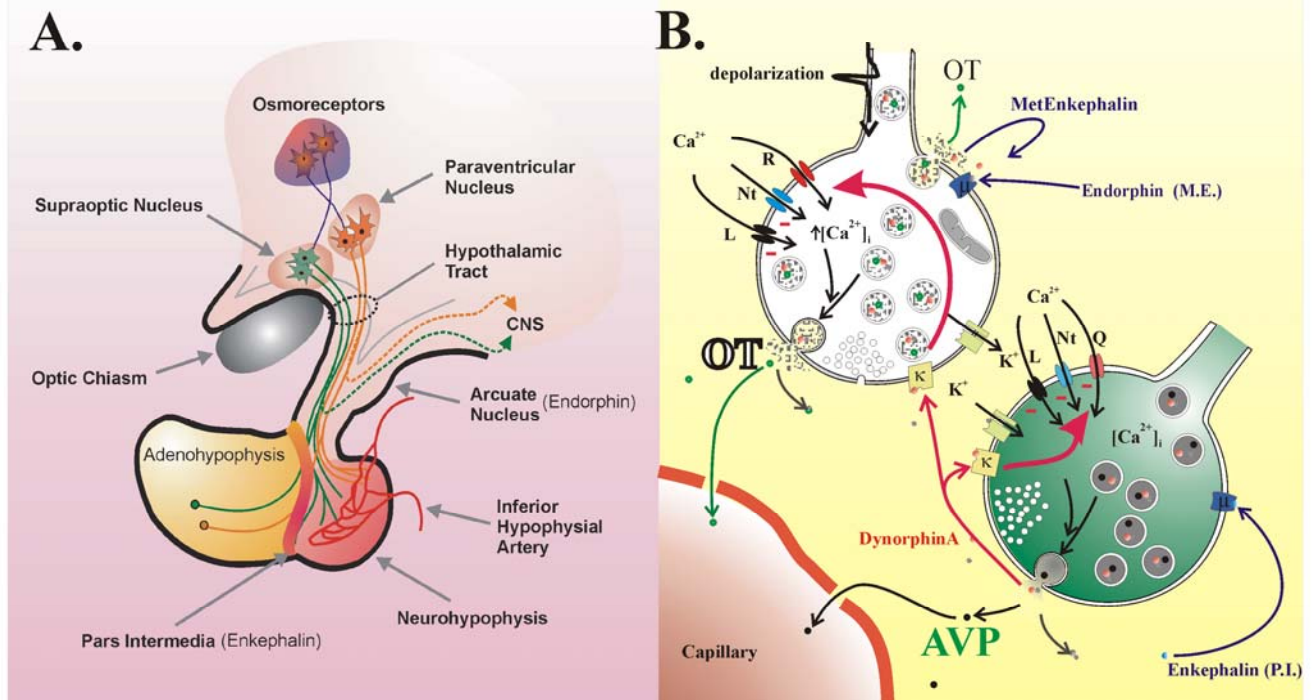 A.
Osmoreceptors
Paraventricular
Nucleus
Supraoptic Nucleus
Hypothalamic
Tract
CNS
Optic Chiasm
Arcuate
Nucleus (Endorphin)
Adenohypophysis
Inferior
Hypophysial
Artery
Neurohypophysis
Pars Intermedia (Enkephalin)
B.
depolarization
OT
MetEnkephalin
Ca²⁺
R
Nt
L
μ
Endorphin (M.E.)
↑[Ca²⁺]ᵢ
OT
κ
K⁺
K⁺
Ca²⁺
L
Nt
Q
κ
[Ca²⁺]ᵢ
μ
DynorphinA
AVP
Capillary
Enkephalin (P.I.)